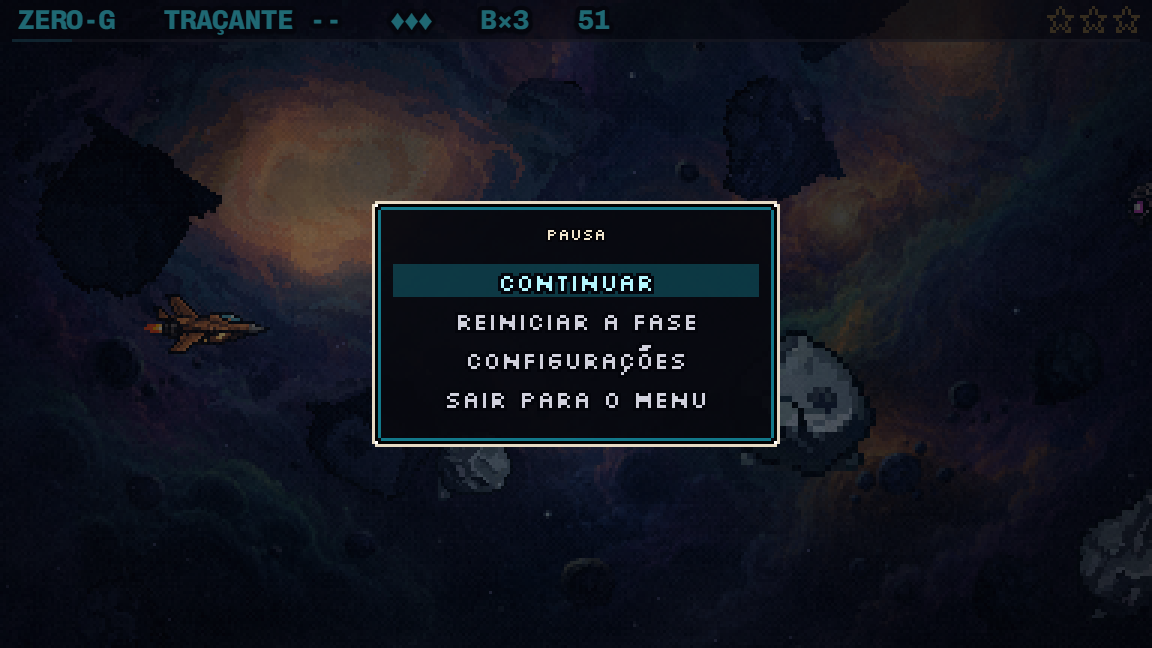 ZERO-G TRAÇANTE -- ♦♦♦ B×3 51 ☆☆☆
PAUSA
CONTINUAR
REINICIAR A FASE
CONFIGURAÇÕES
SAIR PARA O MENU